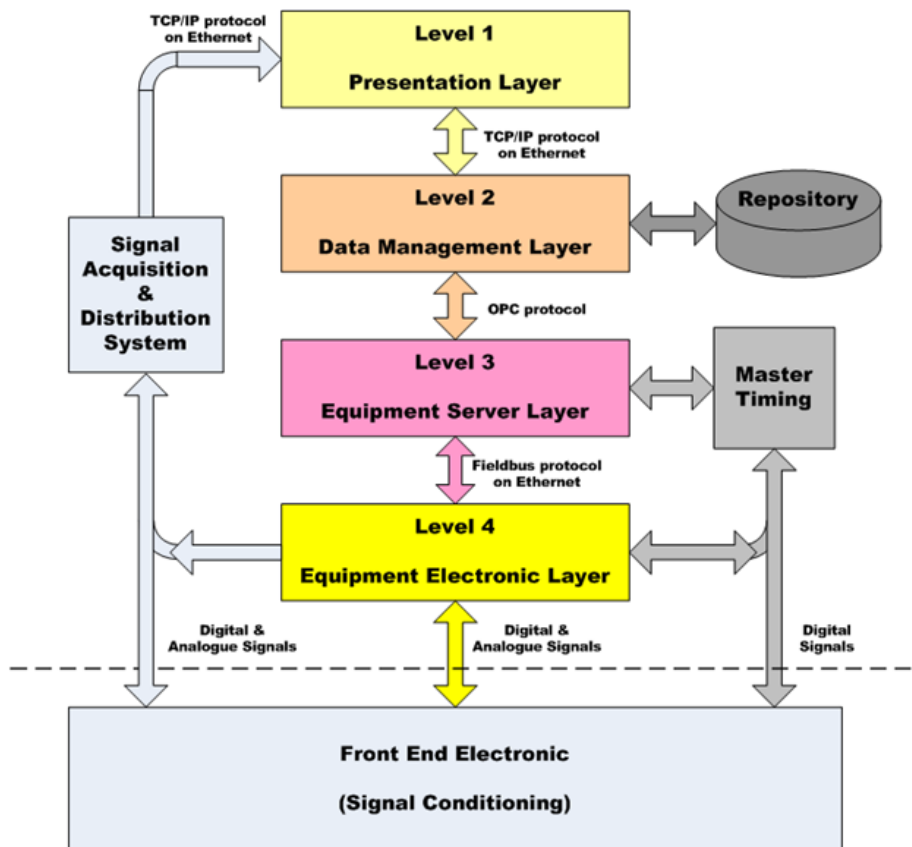 TCP/IP protocol
on Ethernet
Level 1
Presentation Layer
TCP/IP protocol
on Ethernet
Level 2
Data Management Layer
Repository
Signal
Acquisition
&
Distribution
System
OPC protocol
Level 3
Equipment Server Layer
Master
Timing
Fieldbus protocol
on Ethernet
Level 4
Equipment Electronic Layer
Digital &
Analogue Signals
Digital &
Analogue Signals
Digital
Signals
Front End Electronic
(Signal Conditioning)